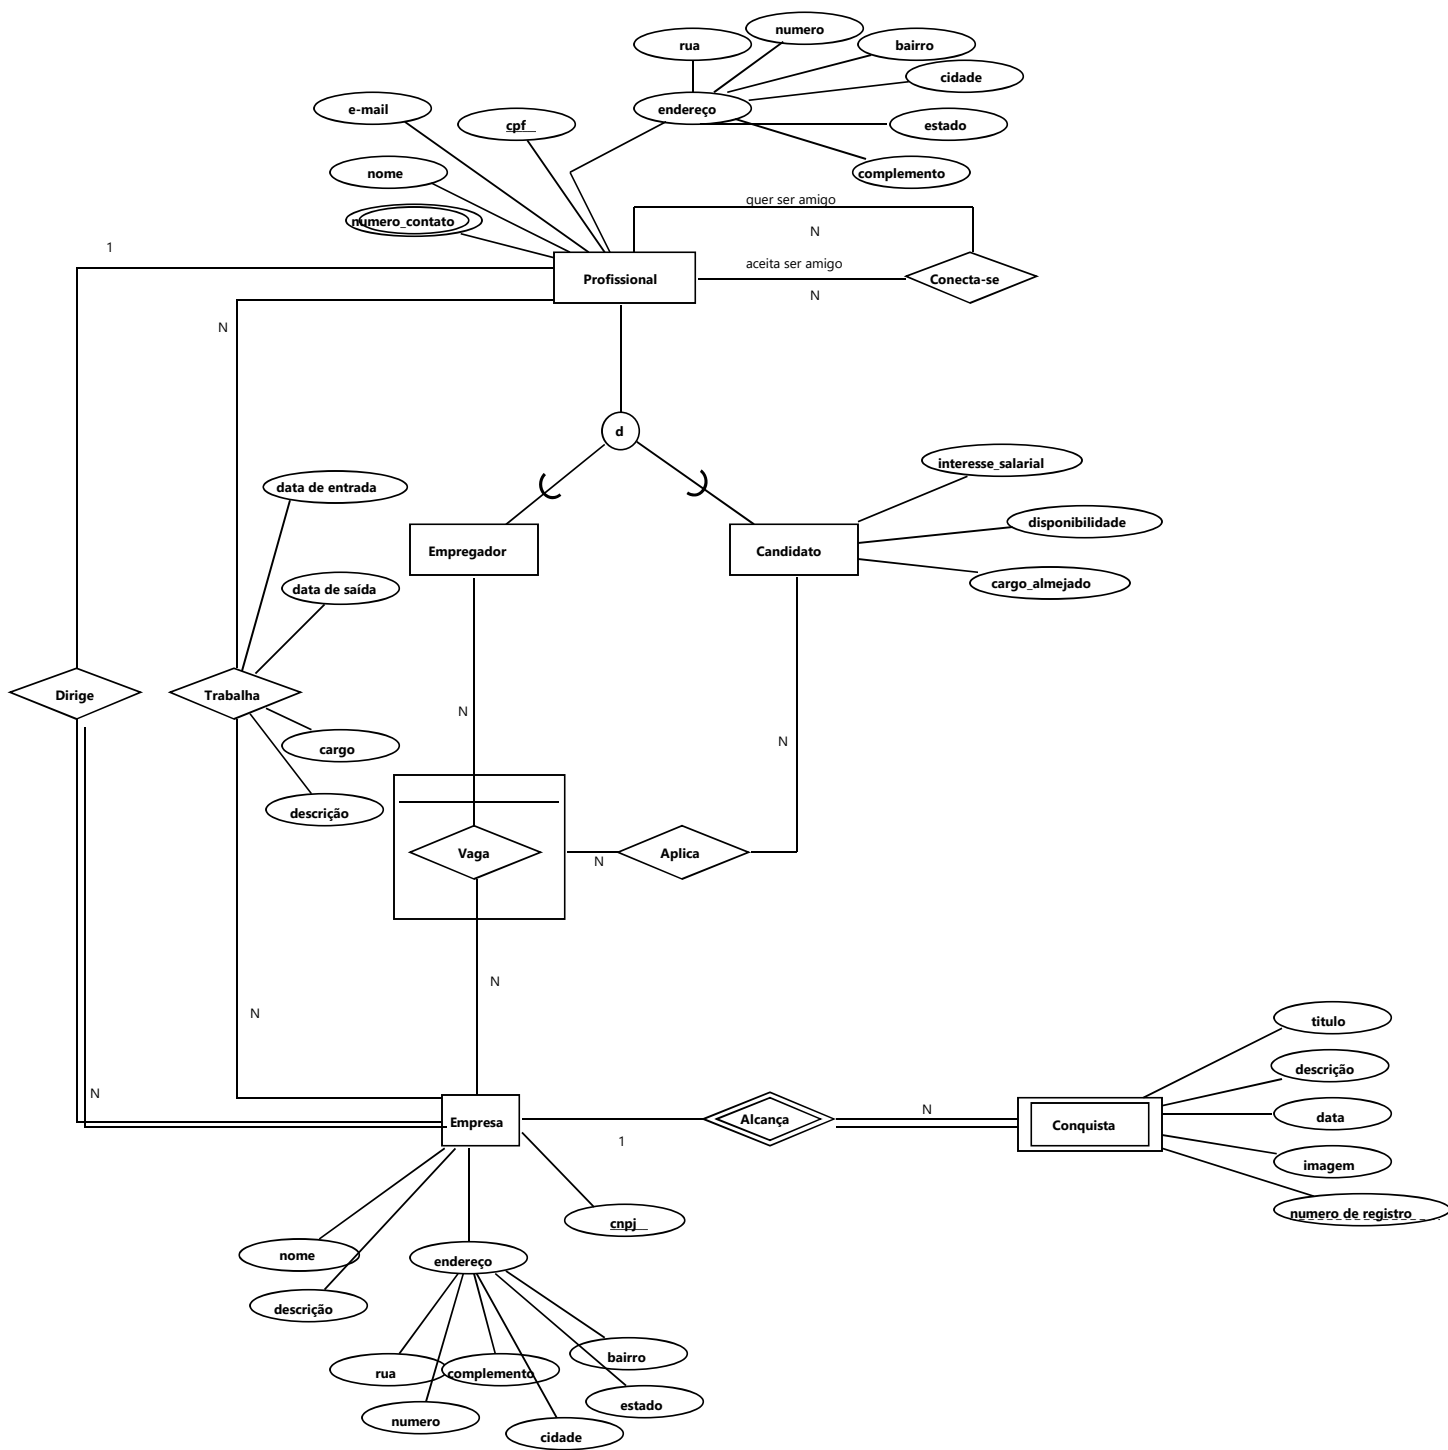 numero
rua
bairro
cidade
e-mail
endereço
cpf
estado
nome
complemento
quer ser amigo
numero_contato
N
1
aceita ser amigo
Profissional
Conecta-se
N
N
d
interesse_salarial
data de entrada
disponibilidade
Empregador
Candidato
cargo_almejado
data de saída
Dirige
Trabalha
N
N
cargo
descrição
Vaga
Aplica
N
N
N
titulo
descrição
N
N
Alcança
data
Empresa
Conquista
1
imagem
numero de registro
cnpj
nome
endereço
descrição
bairro
rua
complemento
estado
numero
cidade